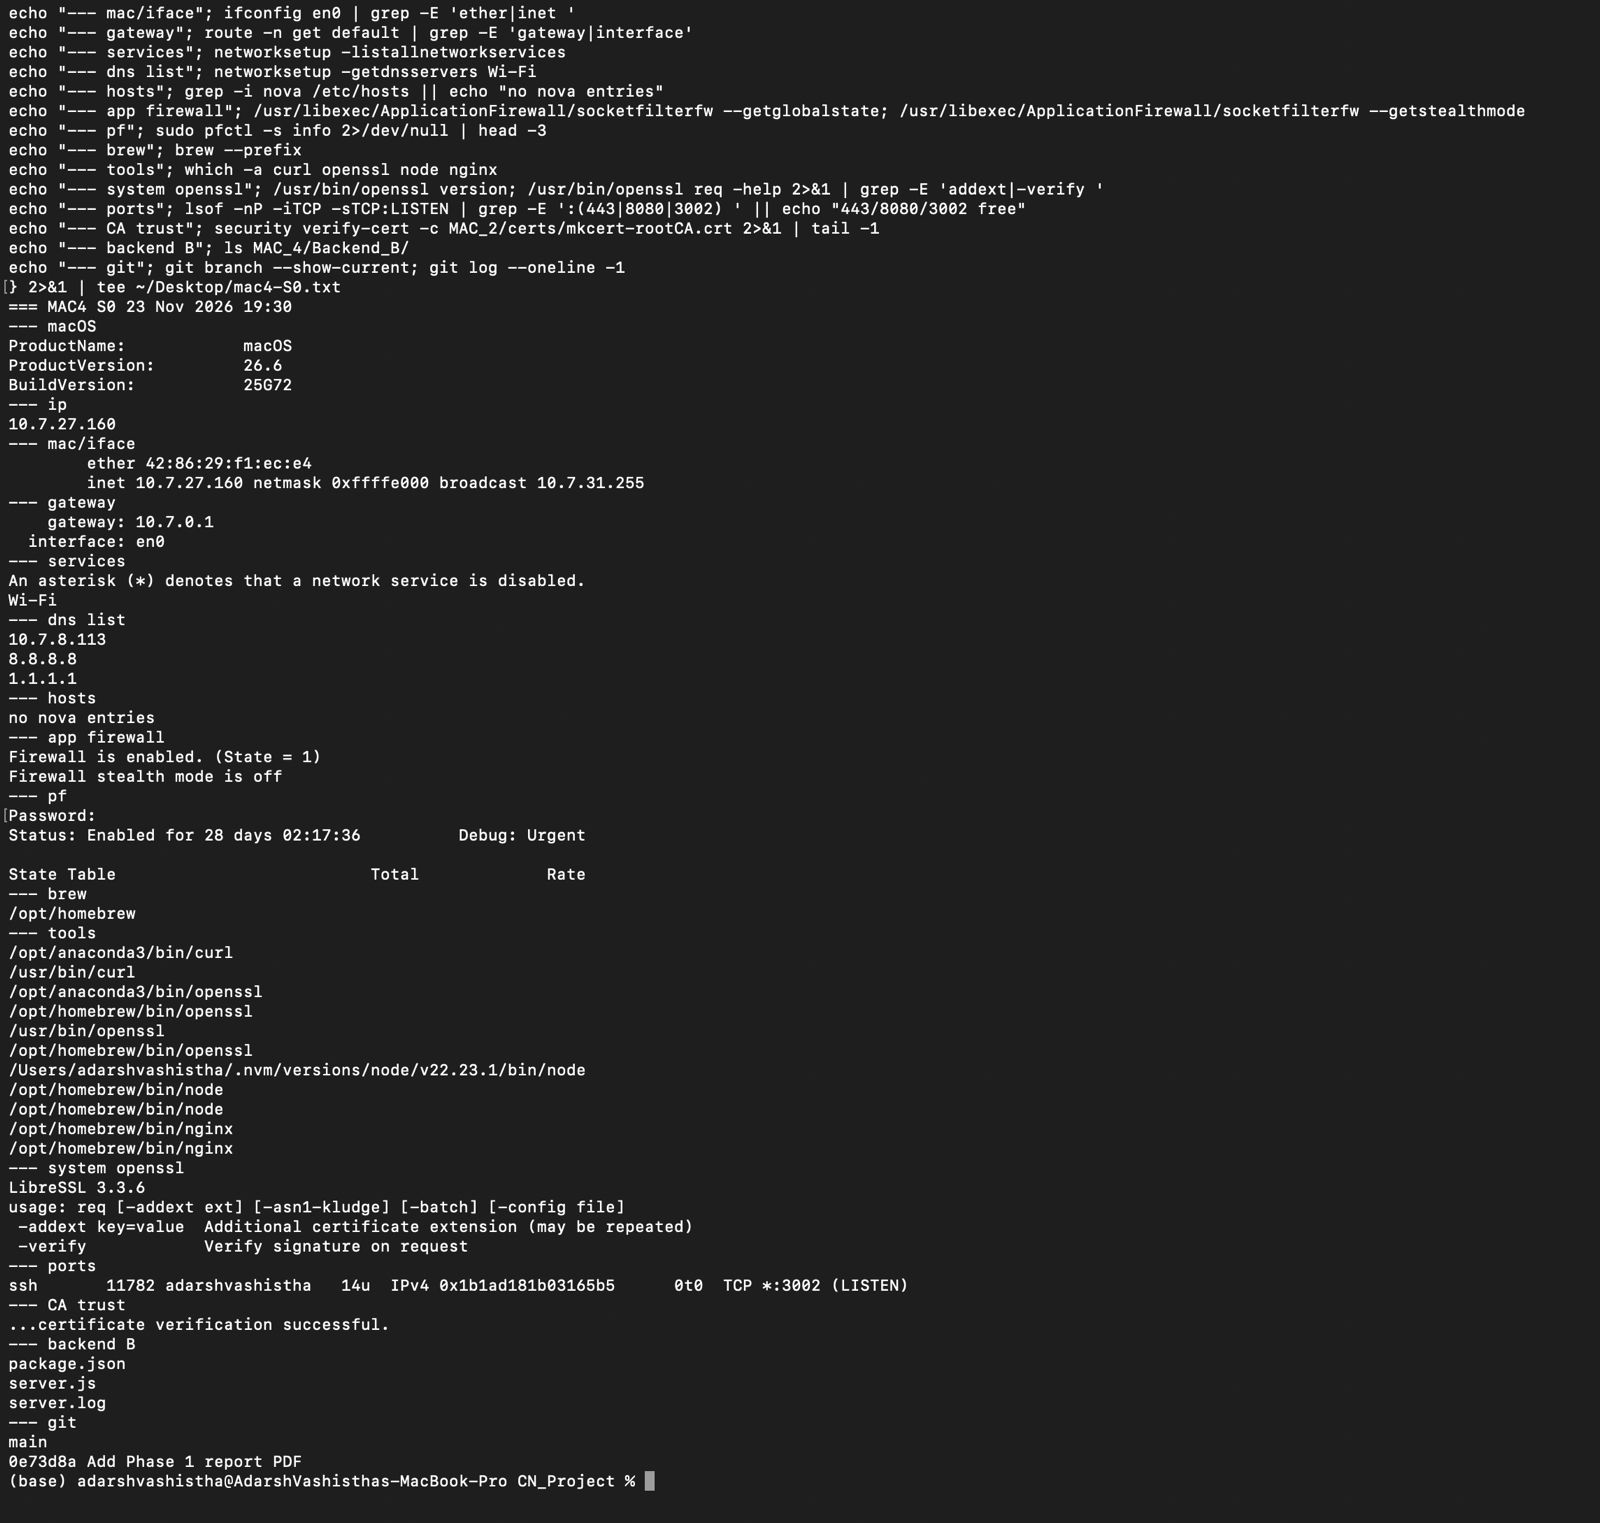 echo "--- mac/iface"; ifconfig en0 | grep -E 'ether|inet '
echo "--- gateway"; route -n get default | grep -E 'gateway|interface'
echo "--- services"; networksetup -listallnetworkservices
echo "--- dns list"; networksetup -getdnsservers Wi-Fi
echo "--- hosts"; grep -i nova /etc/hosts || echo "no nova entries"
echo "--- app firewall"; /usr/libexec/ApplicationFirewall/socketfilterfw --getglobalstate; /usr/libexec/ApplicationFirewall/socketfilterfw --getstealthmode
echo "--- pf"; sudo pfctl -s info 2>/dev/null | head -3
echo "--- brew"; brew --prefix
echo "--- tools"; which -a curl openssl node nginx
echo "--- system openssl"; /usr/bin/openssl version; /usr/bin/openssl req -help 2>&1 | grep -E 'addext|-verify '
echo "--- ports"; lsof -nP -iTCP -sTCP:LISTEN | grep -E ':(443|8080|3002) ' || echo "443/8080/3002 free"
echo "--- CA trust"; security verify-cert -c MAC_2/certs/mkcert-rootCA.crt 2>&1 | tail -1
echo "--- backend B"; ls MAC_4/Backend_B/
echo "--- git"; git branch --show-current; git log --oneline -1
[} 2>&1 | tee ~/Desktop/mac4-S0.txt
=== MAC4 S0 23 Nov 2026 19:30
--- macOS
ProductName:            macOS
ProductVersion:         26.6
BuildVersion:           25G72
--- ip
10.7.27.160
--- mac/iface
        ether 42:86:29:f1:ec:e4
        inet 10.7.27.160 netmask 0xffffe000 broadcast 10.7.31.255
--- gateway
    gateway: 10.7.0.1
  interface: en0
--- services
An asterisk (*) denotes that a network service is disabled.
Wi-Fi
--- dns list
10.7.8.113
8.8.8.8
1.1.1.1
--- hosts
no nova entries
--- app firewall
Firewall is enabled. (State = 1)
Firewall stealth mode is off
--- pf
[Password:
Status: Enabled for 28 days 02:17:36          Debug: Urgent
State Table                          Total             Rate
--- brew
/opt/homebrew
--- tools
/opt/anaconda3/bin/curl
/usr/bin/curl
/opt/anaconda3/bin/openssl
/opt/homebrew/bin/openssl
/usr/bin/openssl
/opt/homebrew/bin/openssl
/Users/adarshvashistha/.nvm/versions/node/v22.23.1/bin/node
/opt/homebrew/bin/node
/opt/homebrew/bin/node
/opt/homebrew/bin/nginx
/opt/homebrew/bin/nginx
--- system openssl
LibreSSL 3.3.6
usage: req [-addext ext] [-asn1-kludge] [-batch] [-config file]
 -addext key=value  Additional certificate extension (may be repeated)
 -verify            Verify signature on request
--- ports
ssh       11782 adarshvashistha   14u  IPv4 0x1b1ad181b03165b5      0t0  TCP *:3002 (LISTEN)
--- CA trust
...certificate verification successful.
--- backend B
package.json
server.js
server.log
--- git
main
0e73d8a Add Phase 1 report PDF
(base) adarshvashistha@AdarshVashisthas-MacBook-Pro CN_Project %